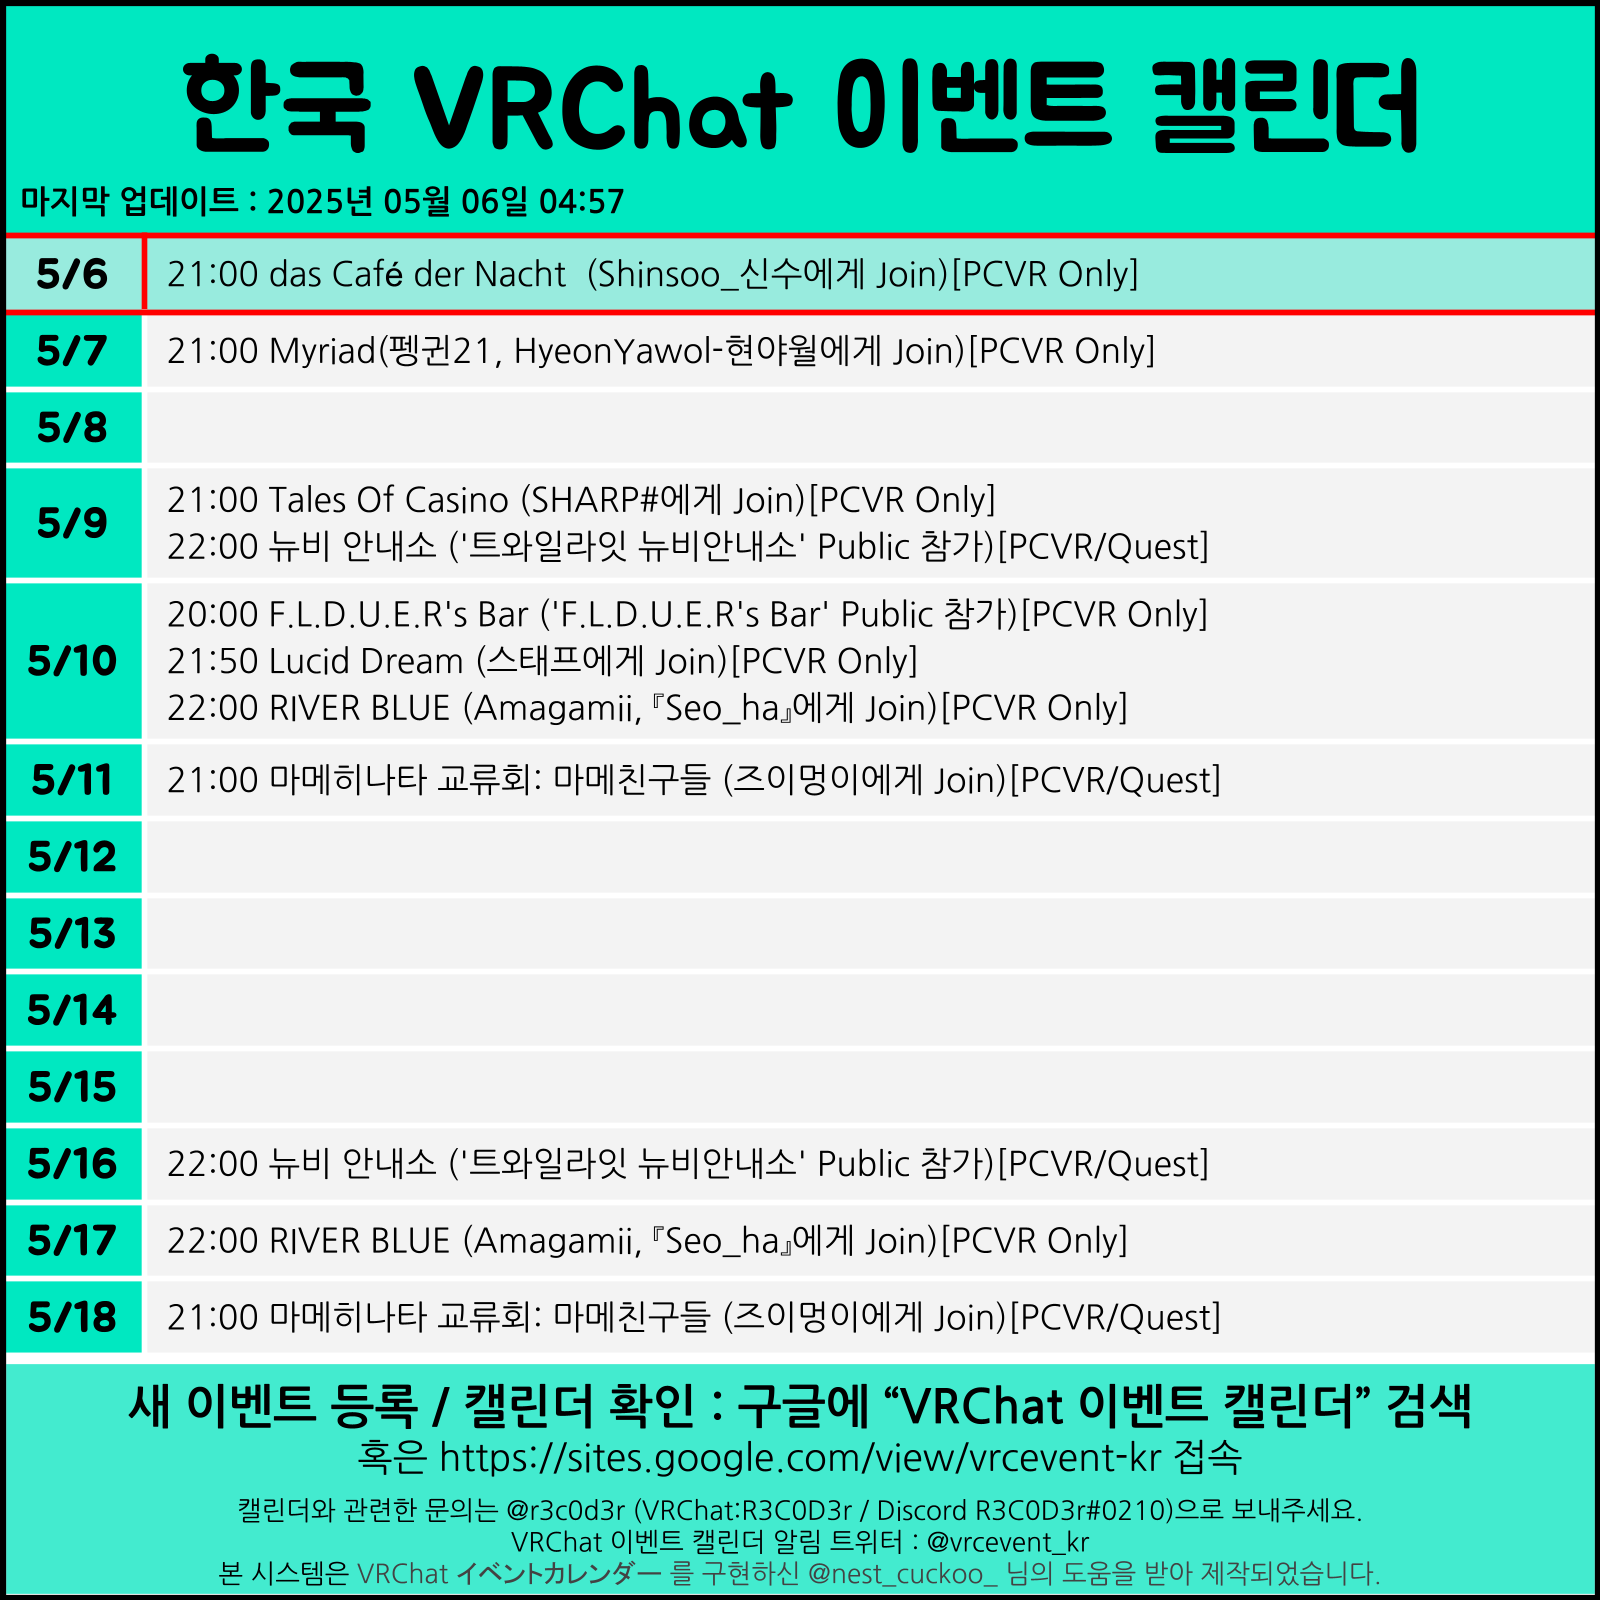 한국 VRChat 이벤트 캘린더
마지막 업데이트 : 2025년 05월 06일 04:57
5/6 21:00 das Café der Nacht  (Shinsoo_신수에게 Join)[PCVR Only]
5/7 21:00 Myriad(펭귄21, HyeonYawol-현야월에게 Join)[PCVR Only]
5/8
5/9
21:00 Tales Of Casino (SHARP#에게 Join)[PCVR Only]
22:00 뉴비 안내소 ('트와일라잇 뉴비안내소' Public 참가)[PCVR/Quest]
5/10
20:00 F.L.D.U.E.R's Bar ('F.L.D.U.E.R's Bar' Public 참가)[PCVR Only]
21:50 Lucid Dream (스태프에게 Join)[PCVR Only]
22:00 RIVER BLUE (Amagamii,『Seo_ha』에게 Join)[PCVR Only]
5/11 21:00 마메히나타 교류회: 마메친구들 (즈이멍이에게 Join)[PCVR/Quest]
5/12
5/13
5/14
5/15
5/16 22:00 뉴비 안내소 ('트와일라잇 뉴비안내소' Public 참가)[PCVR/Quest]
5/17 22:00 RIVER BLUE (Amagamii,『Seo_ha』에게 Join)[PCVR Only]
5/18 21:00 마메히나타 교류회: 마메친구들 (즈이멍이에게 Join)[PCVR/Quest]
새 이벤트 등록 / 캘린더 확인 : 구글에 “VRChat 이벤트 캘린더” 검색
혹은 https://sites.google.com/view/vrcevent-kr 접속
캘린더와 관련한 문의는 @r3c0d3r (VRChat:R3C0D3r / Discord R3C0D3r#0210)으로 보내주세요.
VRChat 이벤트 캘린더 알림 트위터 : @vrcevent_kr
본 시스템은 VRChat イベントカレンダー 를 구현하신 @nest_cuckoo_ 님의 도움을 받아 제작되었습니다.